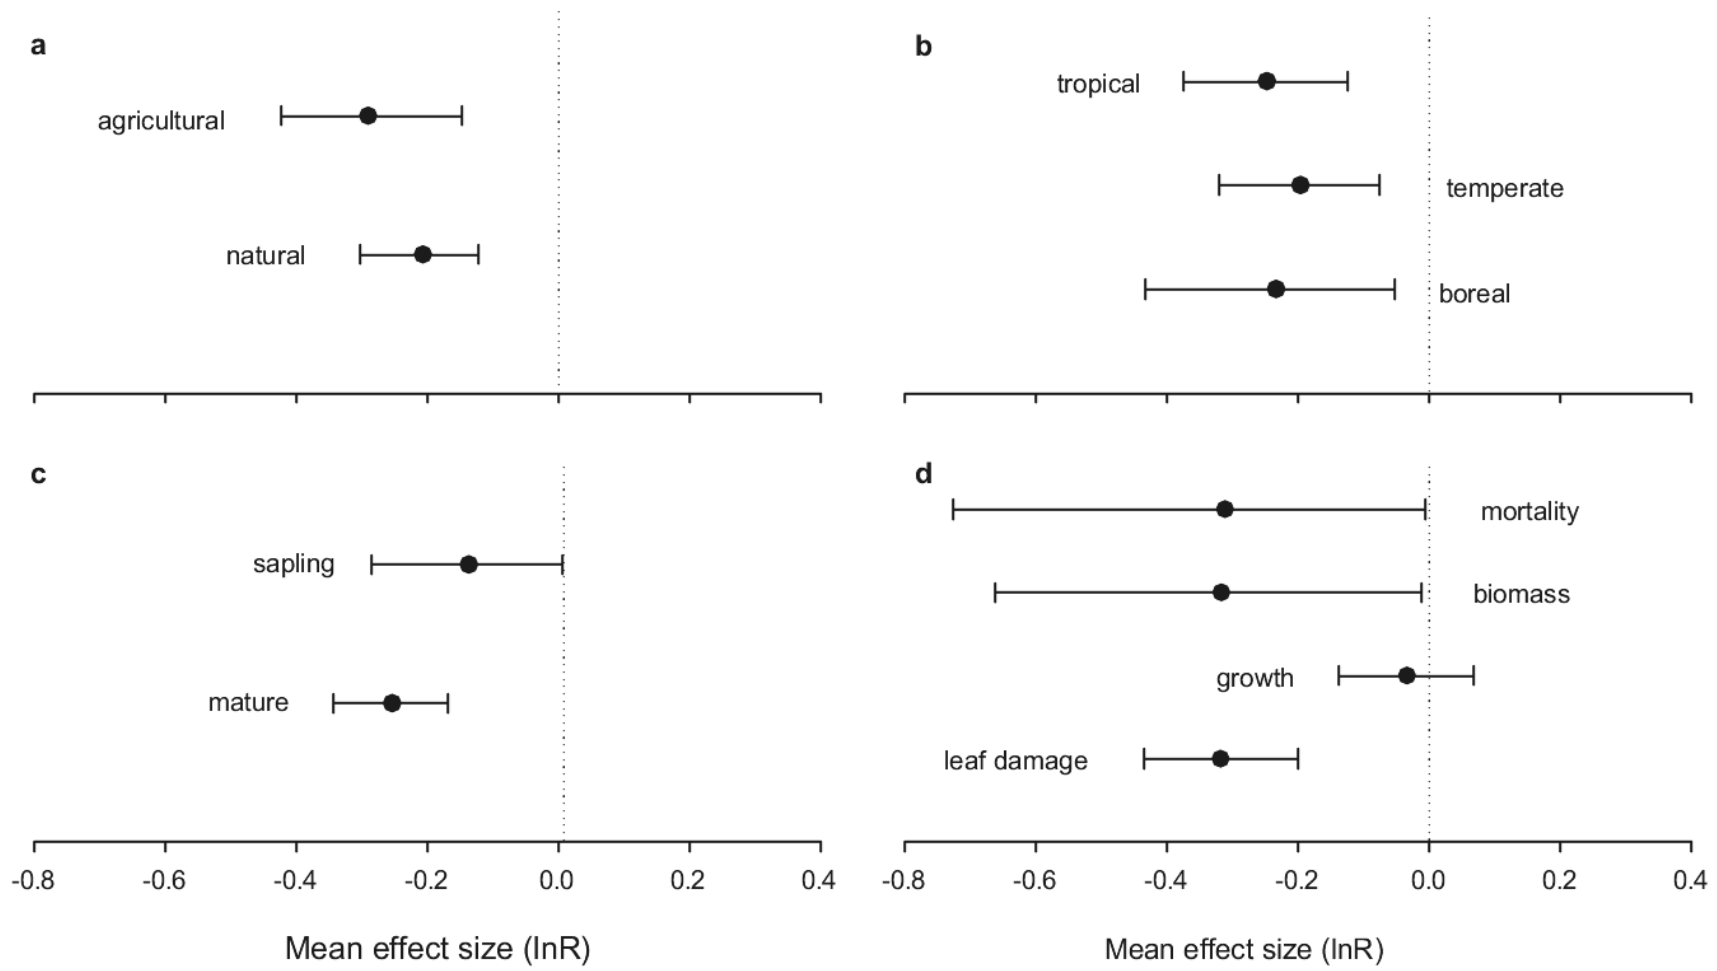 a
agricultural
natural
b
tropical
temperate
boreal
c
sapling
mature
-0.8 -0.6 -0.4 -0.2 0.0 0.2 0.4
Mean effect size (lnR)
d
mortality
biomass
growth
leaf damage
-0.8 -0.6 -0.4 -0.2 0.0 0.2 0.4
Mean effect size (lnR)